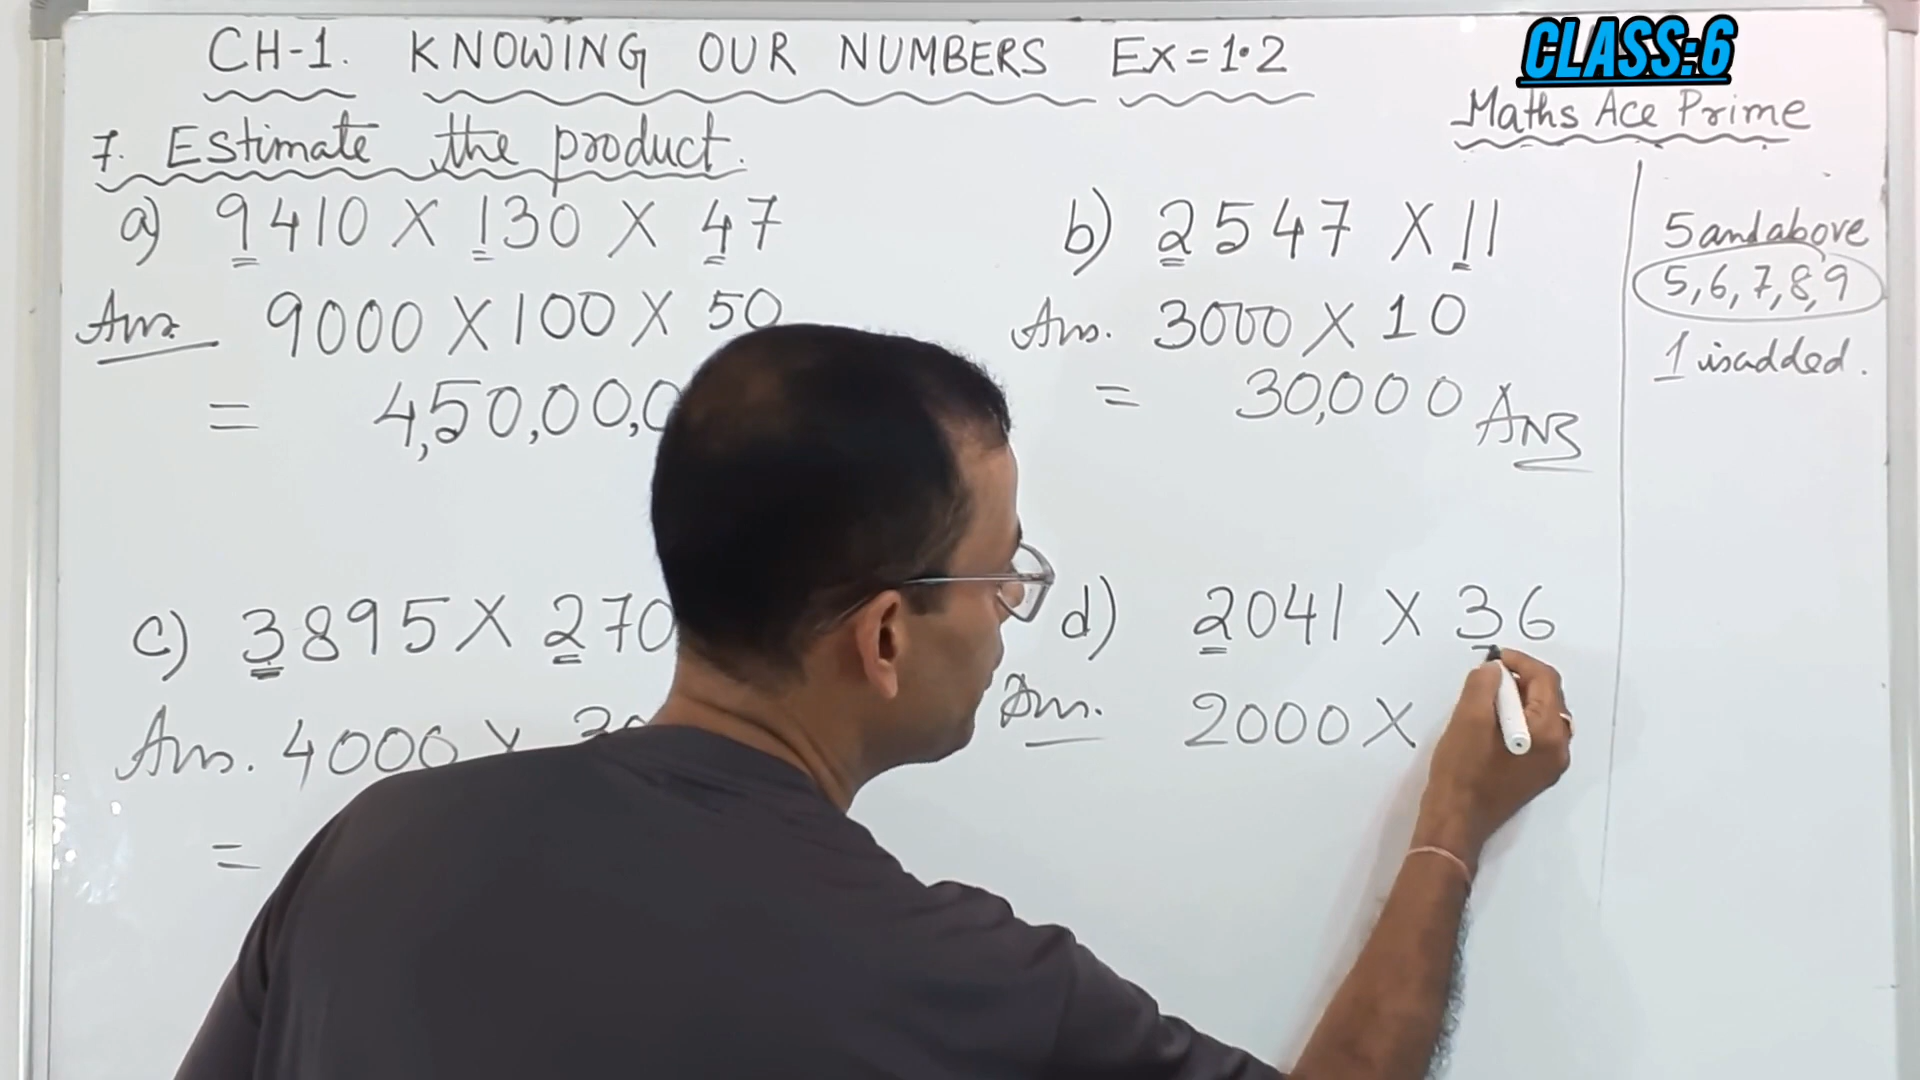 CH-1. KNOWING OUR NUMBERS Ex=1.2
CLASS:6
Maths Ace Prime
7. Estimate the product.
a) 9410 X 130 X 47
Ans 9000 X 100 X 50
= 4,50,00,0
b) 2547 X 11
Ans. 3000 X 10
= 30,000 Ans
5 and above
5,6,7,8,9
1 is added.
c) 3895 X 270
Ans. 4000 X 30
=
d) 2041 X 36
Ans. 2000 X